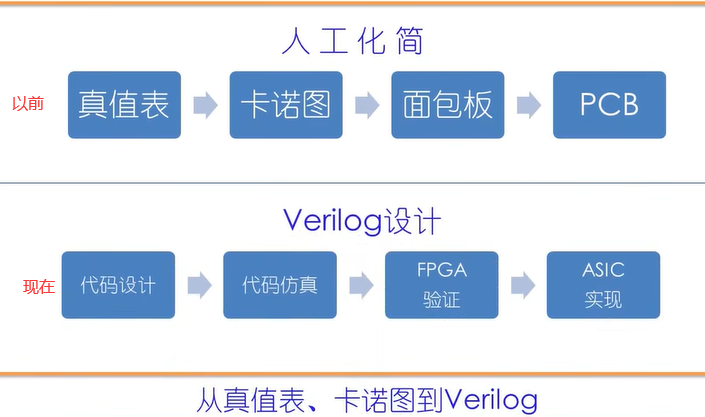 人工化简
以前
真值表
卡诺图
面包板
PCB
Verilog设计
现在
代码设计
代码仿真
FPGA
验证
ASIC
实现
从真值表、卡诺图到Verilog